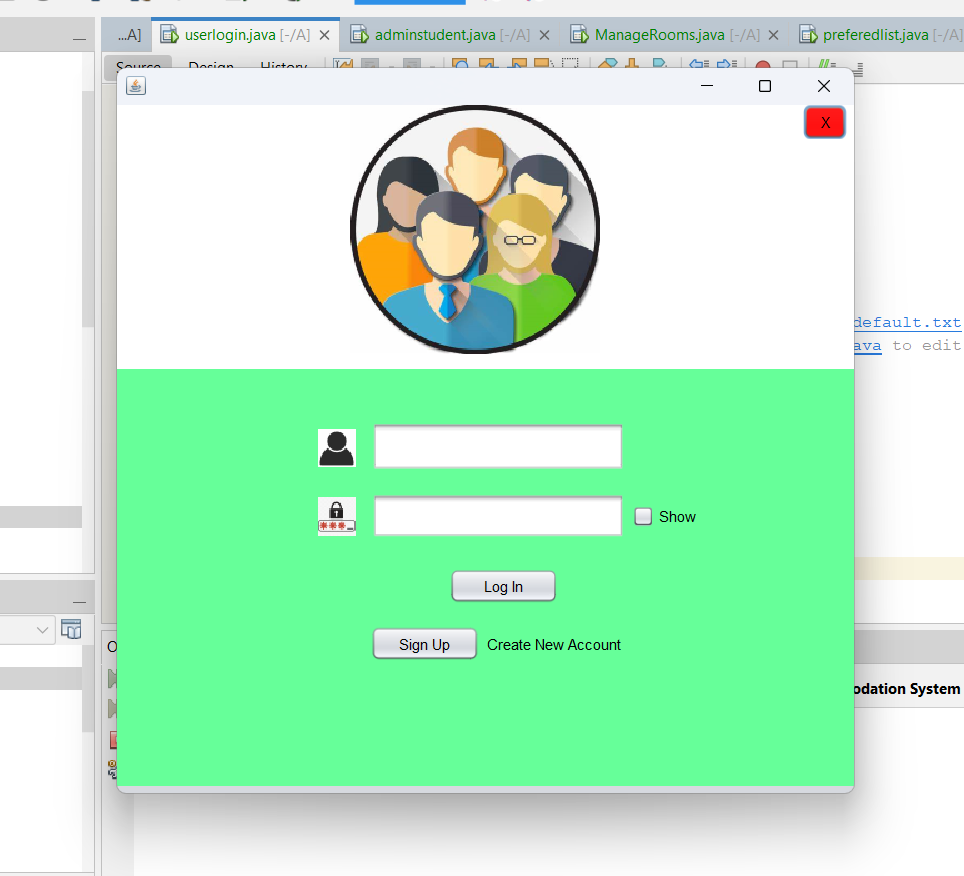 ...A] userlogin.java [-/A] adminstudent.java [-/A] ManageRooms.java [-/A] preferedlist.java [-/A]
Source Design History
X
default.txt
ava to edit
Show
Log In
Sign Up Create New Account
odation System